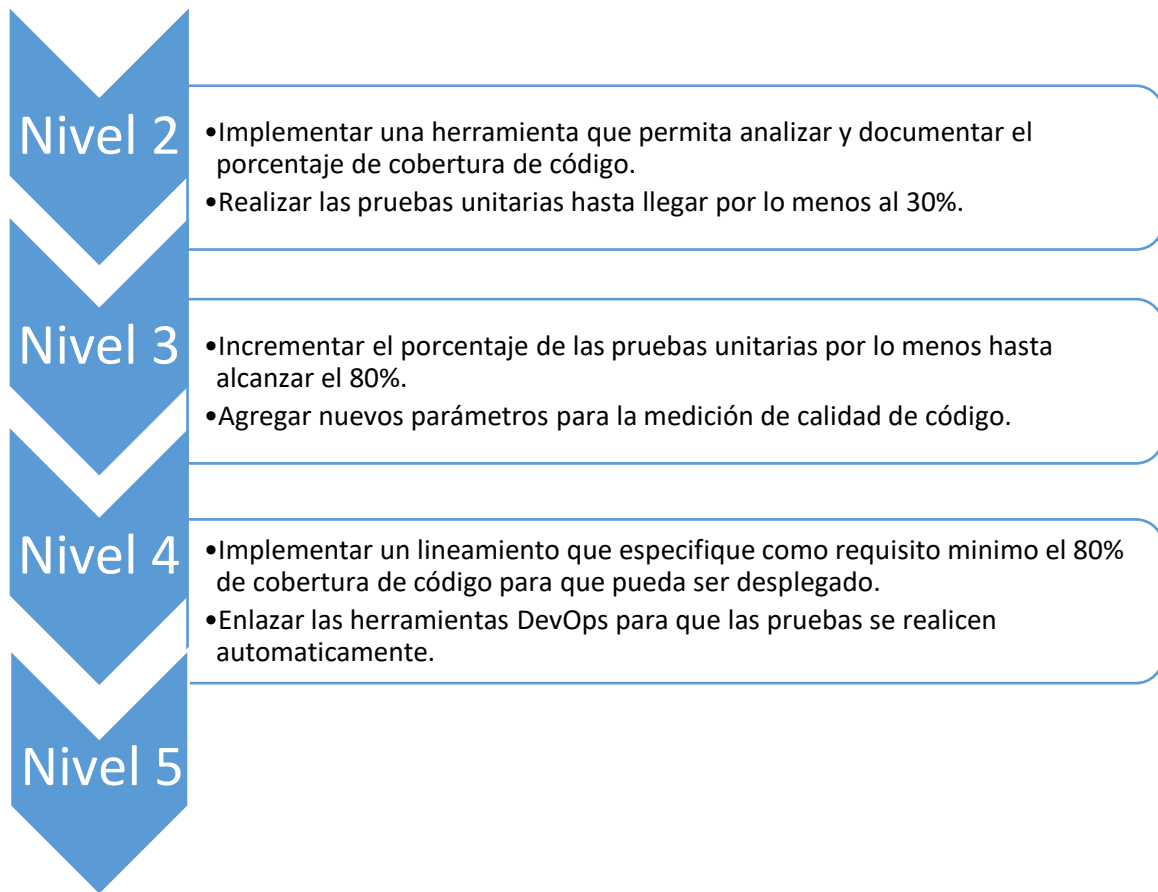 Nivel 2
•Implementar una herramienta que permita analizar y documentar el
porcentaje de cobertura de código.
•Realizar las pruebas unitarias hasta llegar por lo menos al 30%.
Nivel 3
•Incrementar el porcentaje de las pruebas unitarias por lo menos hasta
alcanzar el 80%.
•Agregar nuevos parámetros para la medición de calidad de código.
Nivel 4
•Implementar un lineamiento que especifique como requisito minimo el 80%
de cobertura de código para que pueda ser desplegado.
•Enlazar las herramientas DevOps para que las pruebas se realicen
automaticamente.
Nivel 5